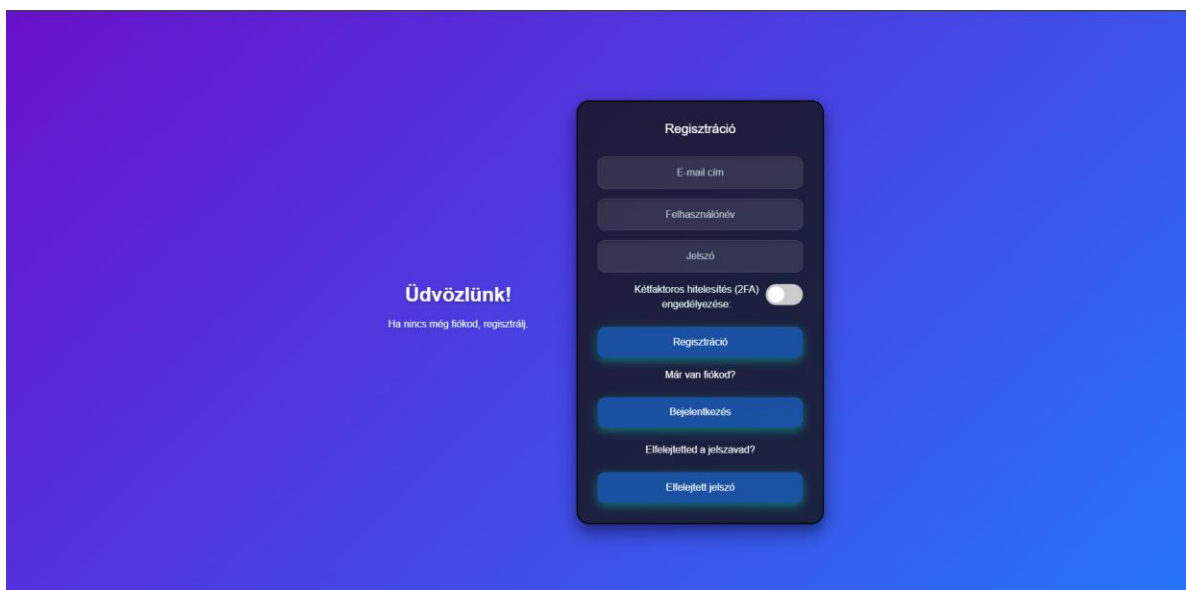 Üdvözlünk!
Ha nincs még fiókod, regisztrálj.
Regisztráció
E-mail cím
Felhasználónév
Jelszó
Kétfaktoros hitelesítés (2FA)
engedélyezése:
Regisztráció
Már van fiókod?
Bejelentkezés
Elfelejtetted a jelszavad?
Elfelejtett jelszó